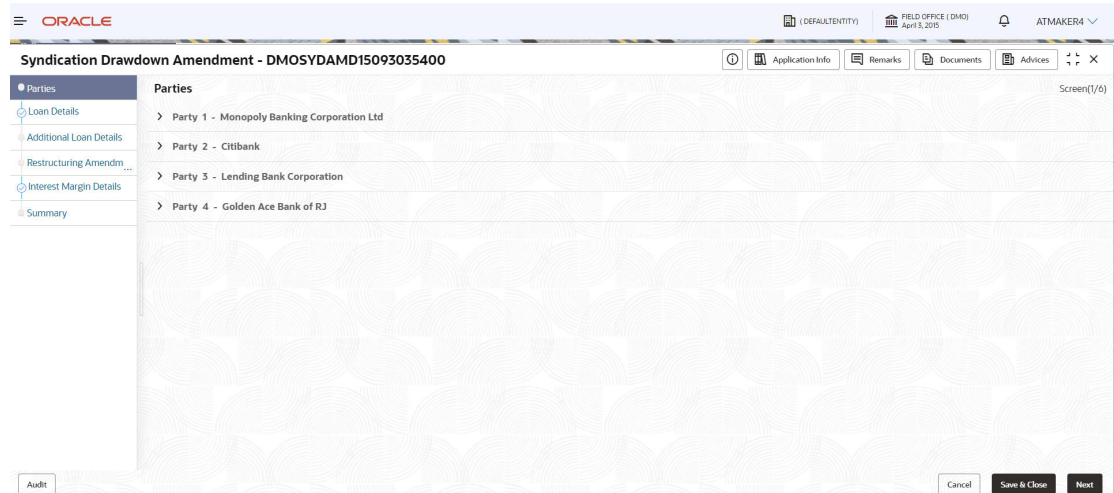 ORACLE
( DEFAULTENTITY)
FIELD OFFICE ( DMO)
April 3, 2015
ATMAKER4
Syndication Drawdown Amendment - DMOSYDAMD15093035400
Application Info
Remarks
Documents
Advices
Parties
Loan Details
Additional Loan Details
Restructuring Amendm...
Interest Margin Details
Summary
Parties
Screen(1/6)
Party 1 - Monopoly Banking Corporation Ltd
Party 2 - Citibank
Party 3 - Lending Bank Corporation
Party 4 - Golden Ace Bank of RJ
Audit
Cancel
Save & Close
Next